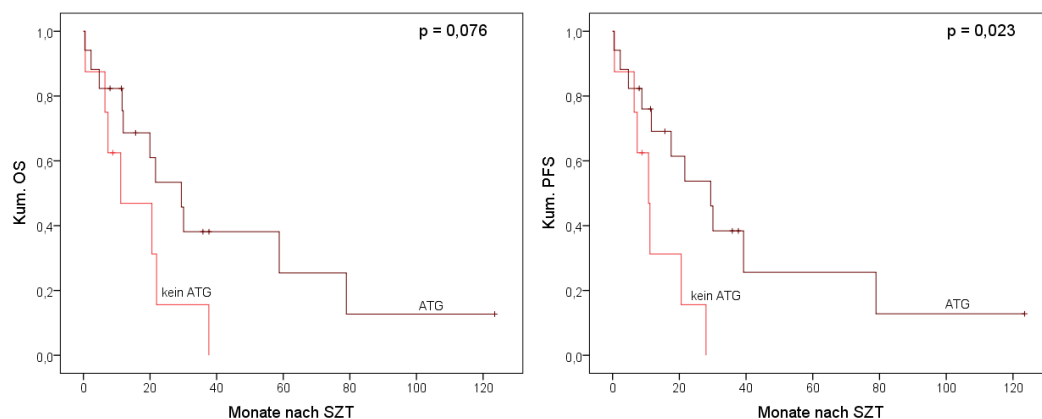 p = 0,076
1,0
0,8
0,6
0,4
0,2
0,0
Kum. OS
kein ATG
ATG
0 20 40 60 80 100 120
Monate nach SZT
p = 0,023
1,0
0,8
0,6
0,4
0,2
0,0
Kum. PFS
kein ATG
ATG
0 20 40 60 80 100 120
Monate nach SZT